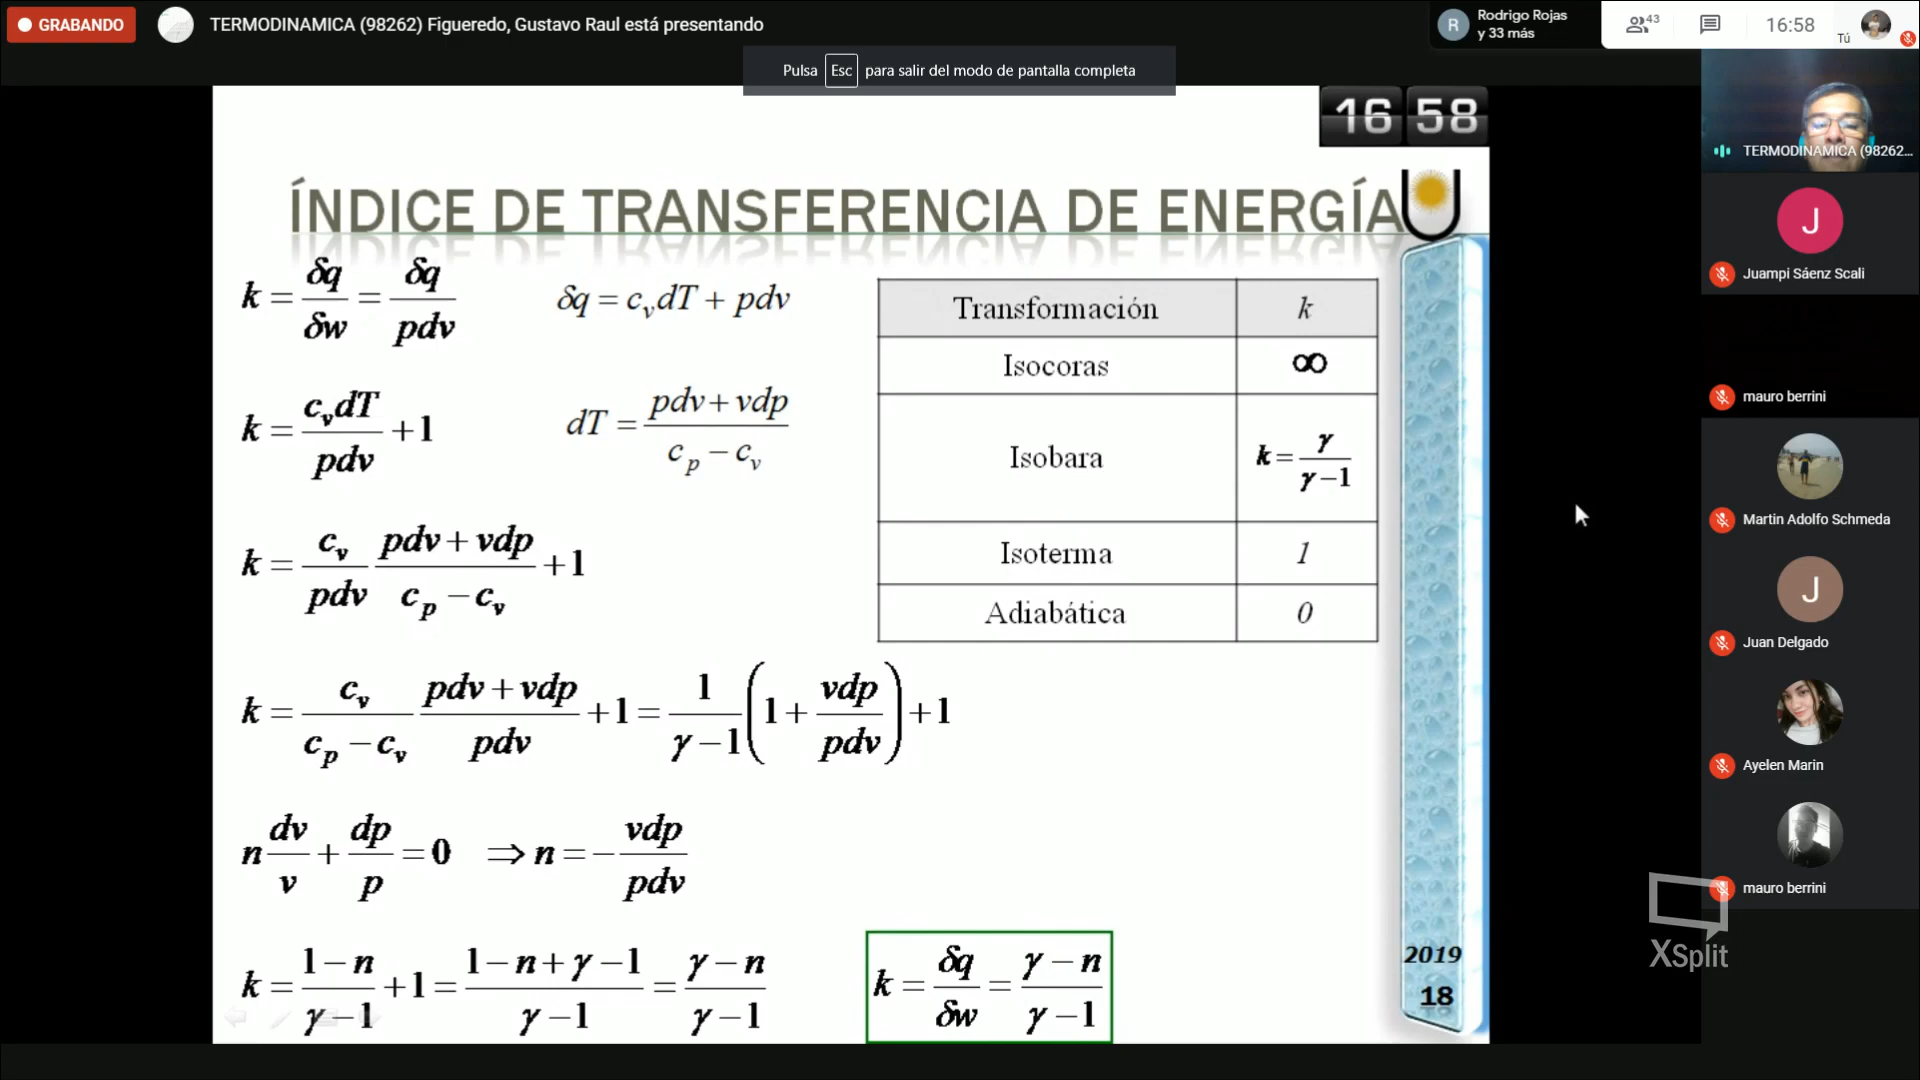 GRABANDO
TERMODINAMICA (98262) Figueredo, Gustavo Raul está presentando
Pulsa Esc para salir del modo de pantalla completa
R
Rodrigo Rojas
y 33 más
43
16:58
Tú
16 58
ÍNDICE DE TRANSFERENCIA DE ENERGÍA
k = δq/δw = δq/pdv
δq = c_v dT + pdv
k = c_v dT/pdv + 1
dT = (pdv + vdp)/(c_p − c_v)
k = c_v/pdv (pdv + vdp)/(c_p − c_v) + 1
k = c_v/(c_p − c_v) (pdv + vdp)/pdv + 1 = 1/(γ − 1) (1 + vdp/pdv) + 1
n dv/v + dp/p = 0 ⇒ n = − vdp/pdv
k = (1 − n)/(γ − 1) + 1 = (1 − n + γ − 1)/(γ − 1) = (γ − n)/(γ − 1)
k = δq/δw = (γ − n)/(γ − 1)
Transformación k
Isocoras ∞
Isobara k = γ/(γ − 1)
Isoterma 1
Adiabática 0
2019
18
TERMODINAMICA (98262...
J
Juampi Sáenz Scali
mauro berrini
Martin Adolfo Schmeda
J
Juan Delgado
Ayelen Marin
mauro berrini
XSplit